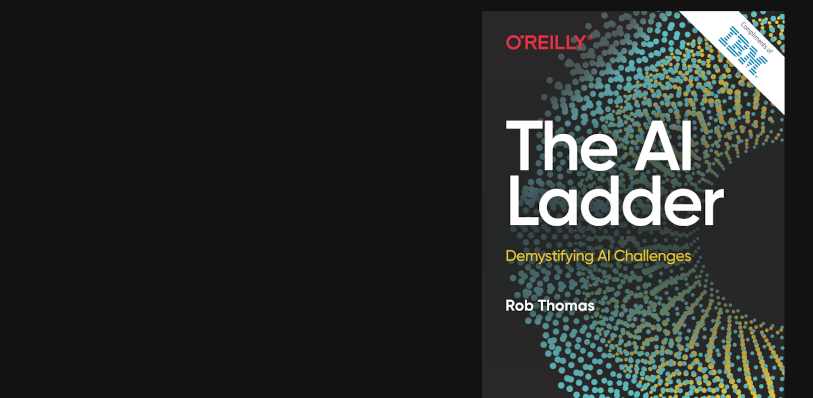 O'REILLY®
Compliments of
IBM
The AI
Ladder
Demystifying AI Challenges
Rob Thomas